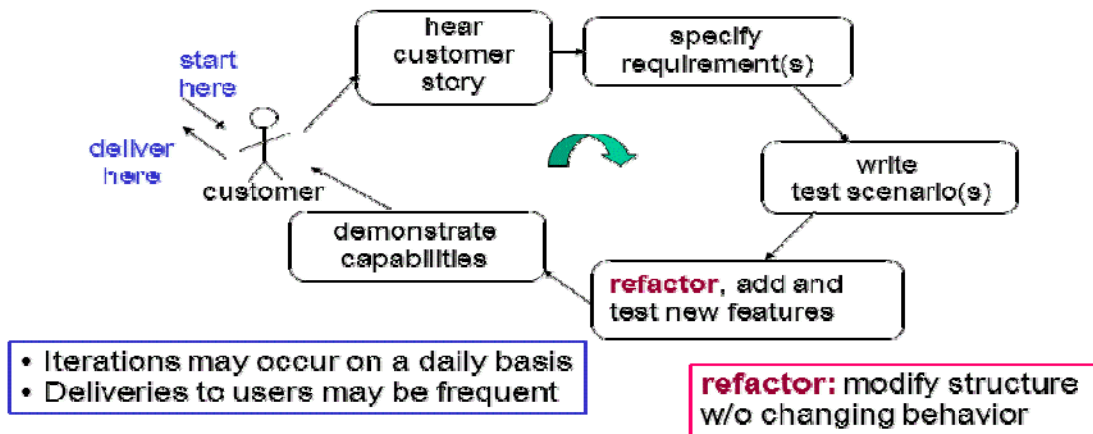 start
here
deliver
here
customer
hear
customer
story
specify
requirement(s)
write
test scenario(s)
refactor, add and
test new features
demonstrate
capabilities
• Iterations may occur on a daily basis
• Deliveries to users may be frequent
refactor: modify structure
w/o changing behavior